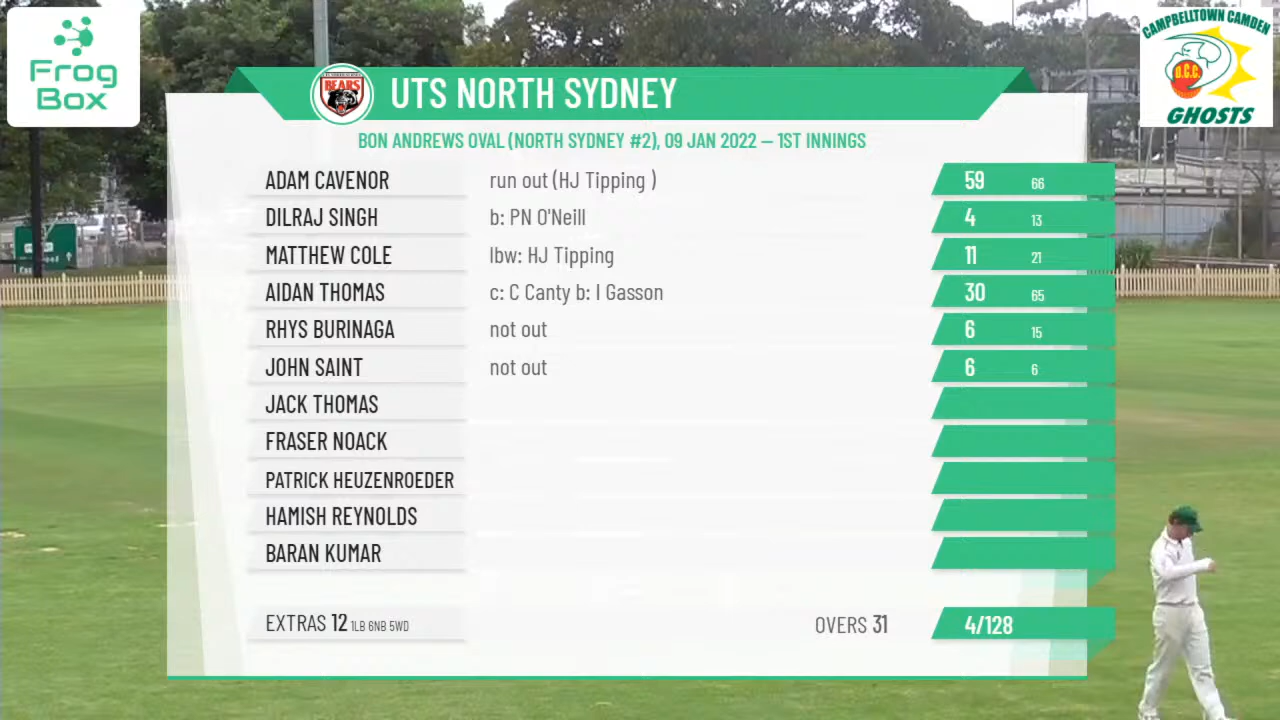 Frog
Box
CAMPBELLTOWN CAMDEN
D.C.C.
GHOSTS
BEARS
UTS NORTH SYDNEY
BON ANDREWS OVAL (NORTH SYDNEY #2), 09 JAN 2022 – 1ST INNINGS
ADAM CAVENOR run out (HJ Tipping ) 59 66
DILRAJ SINGH b: PN O'Neill 4 13
MATTHEW COLE lbw: HJ Tipping 11 21
AIDAN THOMAS c: C Canty b: I Gasson 30 65
RHYS BURINAGA not out 6 15
JOHN SAINT not out 6 6
JACK THOMAS
FRASER NOACK
PATRICK HEUZENROEDER
HAMISH REYNOLDS
BARAN KUMAR
EXTRAS 12 1LB 6NB 5WD OVERS 31 4/128